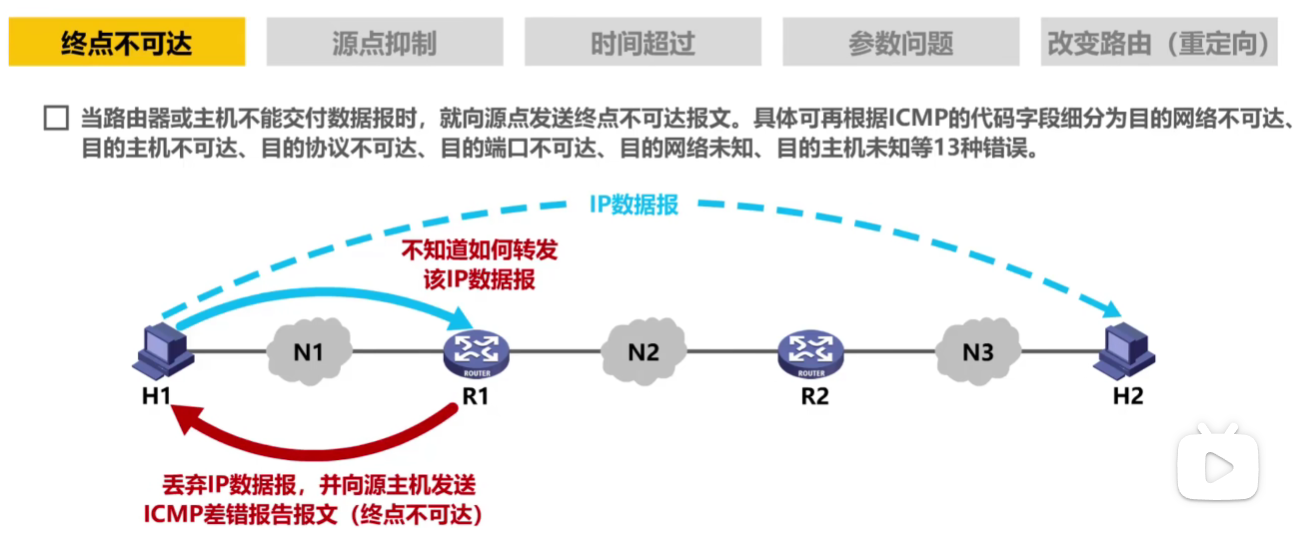 终点不可达
源点抑制
时间超过
参数问题
改变路由（重定向）
当路由器或主机不能交付数据报时，就向源点发送终点不可达报文。具体可再根据ICMP的代码字段细分为目的网络不可达、
目的主机不可达、目的协议不可达、目的端口不可达、目的网络未知、目的主机未知等13种错误。
IP数据报
不知道如何转发
该IP数据报
N1
N2
N3
ROUTER
ROUTER
H1
R1
R2
H2
丢弃IP数据报，并向源主机发送
ICMP差错报告报文（终点不可达）